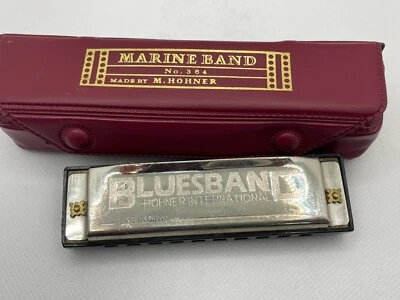 MARINE BAND
No. 364
MADE BY M. HOHNER
BLUESBAND
HOHNER INTERNATIONAL